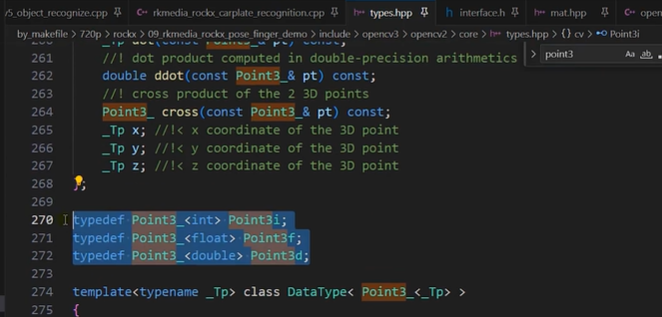 v5_object_recognize.cpp rkmedia_rockx_carplate_recognition.cpp types.hpp × h interface.h mat.hpp
by_makefile > 720p > rockx > 09_rkmedia_rockx_pose_finger_demo > include > opencv3 > opencv2 > core > types.hpp > {} cv > Point3i
> point3 Aa ab
261 //! dot product computed in double-precision arithmetics
262 double ddot(const Point3_& pt) const;
263 //! cross product of the 2 3D points
264 Point3_ cross(const Point3_& pt) const;
265 _Tp x; //!< x coordinate of the 3D point
266 _Tp y; //!< y coordinate of the 3D point
267 _Tp z; //!< z coordinate of the 3D point
268 };
269
270 typedef Point3_<int> Point3i;
271 typedef Point3_<float> Point3f;
272 typedef Point3_<double> Point3d;
273
274 template<typename _Tp> class DataType< Point3_<_Tp> >
275 {